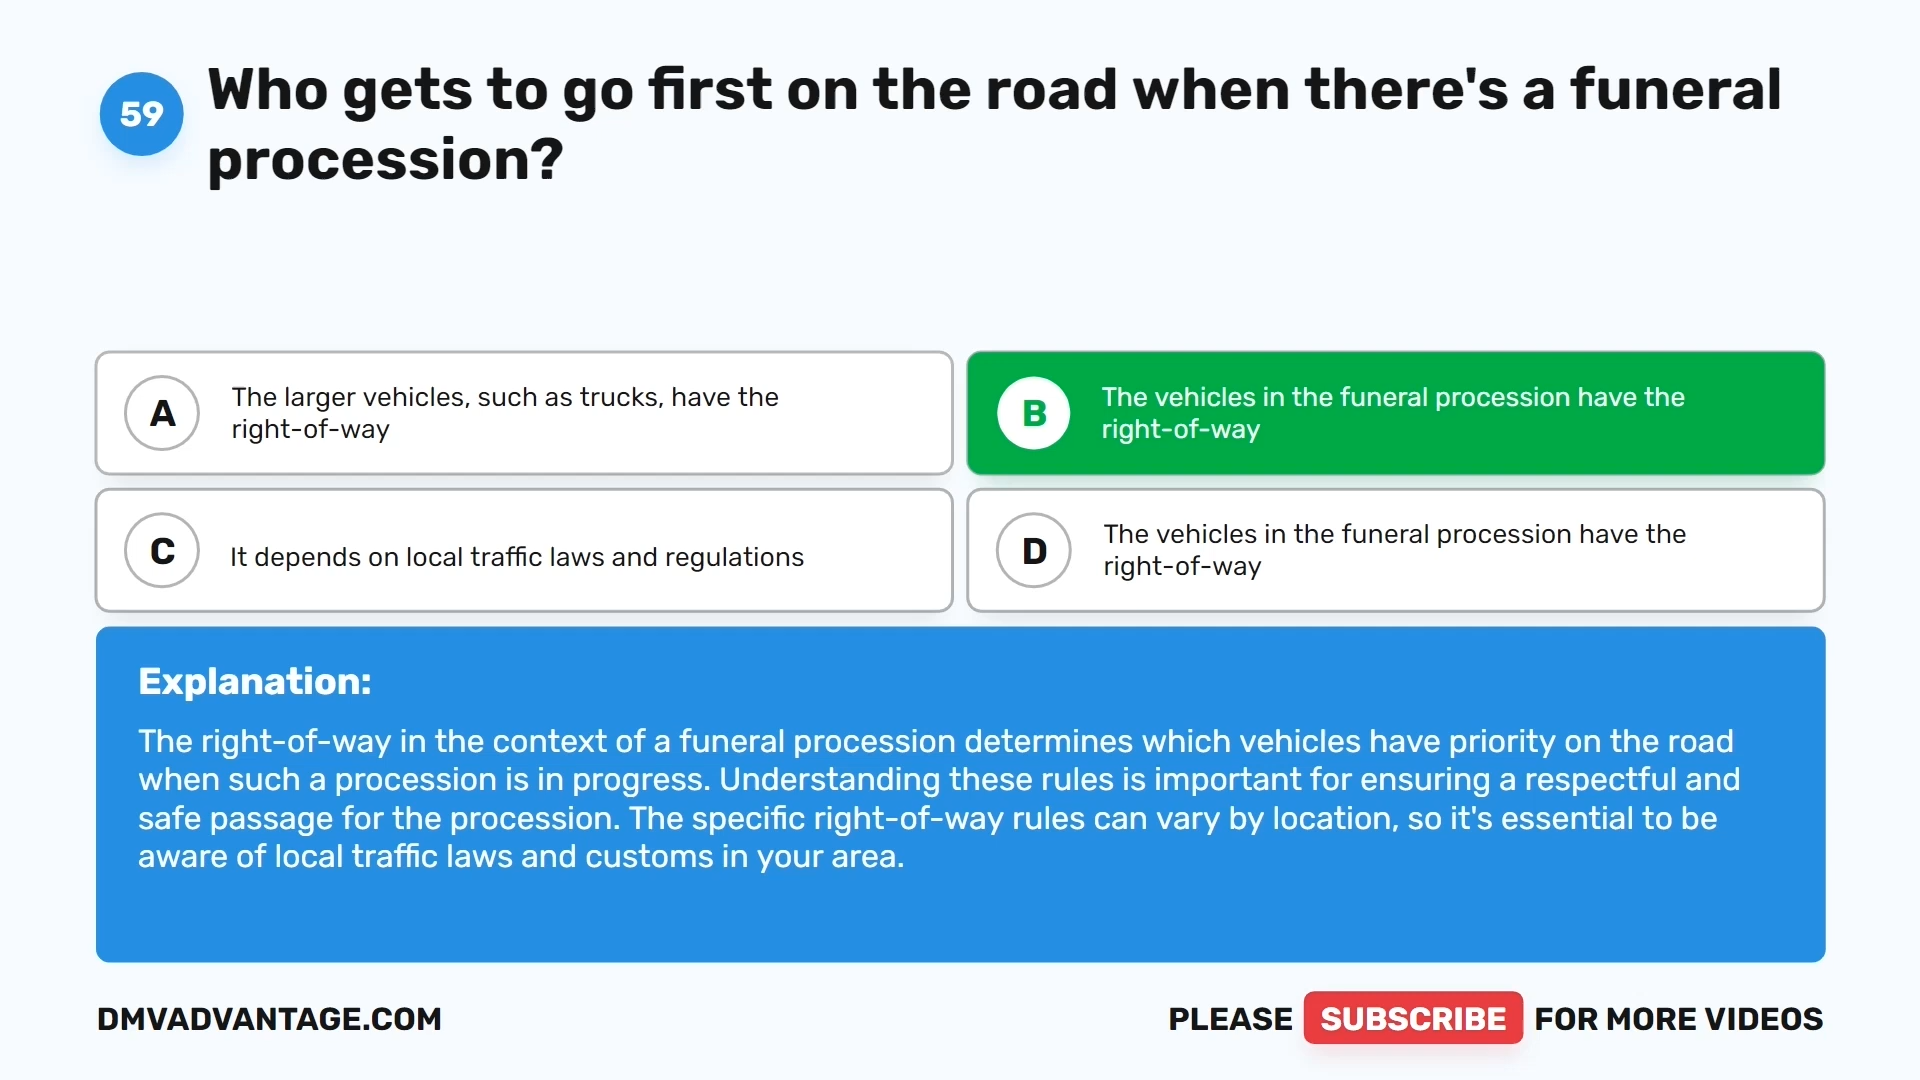 59
Who gets to go first on the road when there's a funeral
procession?
A
The larger vehicles, such as trucks, have the
right-of-way
B
The vehicles in the funeral procession have the
right-of-way
C
It depends on local traffic laws and regulations
D
The vehicles in the funeral procession have the
right-of-way
Explanation:
The right-of-way in the context of a funeral procession determines which vehicles have priority on the road
when such a procession is in progress. Understanding these rules is important for ensuring a respectful and
safe passage for the procession. The specific right-of-way rules can vary by location, so it's essential to be
aware of local traffic laws and customs in your area.
DMVADVANTAGE.COM
PLEASE SUBSCRIBE FOR MORE VIDEOS